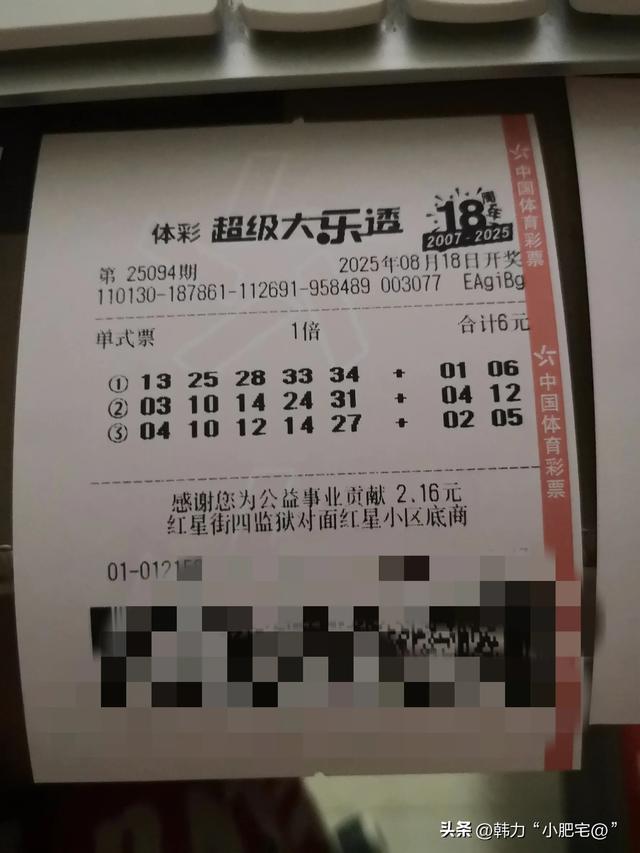 体彩 超级大乐透 18周年
2007-2025
第 25094期 2025年08月18日开奖
110130-187861-112691-958489 003077 EAgiBg
单式票 1倍 合计6元
① 13 25 28 33 34 + 01 06
② 03 10 14 24 31 + 04 12
③ 04 10 12 14 27 + 02 05
感谢您为公益事业贡献 2.16元
红星街四监狱对面红星小区底商
01-01215
中国体育彩票
中国体育彩票
头条 @韩力“小肥宅@”